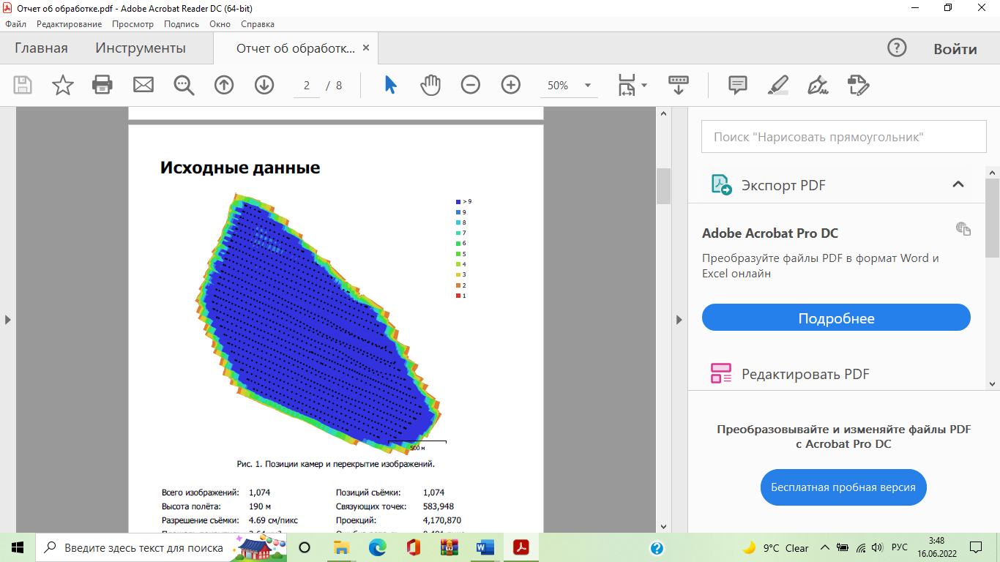 Отчет об обработке.pdf - Adobe Acrobat Reader DC (64-bit)
Файл Редактирование Просмотр Подпись Окно Справка
Главная Инструменты Отчет об обработк... ×
Войти
2 / 8
50%
Поиск "Нарисовать прямоугольник"
Экспорт PDF
Adobe Acrobat Pro DC
Преобразуйте файлы PDF в формат Word и
Excel онлайн
Подробнее
Редактировать PDF
Преобразовывайте и изменяйте файлы PDF
с Acrobat Pro DC
Бесплатная пробная версия
Исходные данные
> 9
9
8
7
6
5
4
3
2
1
500 м
Рис. 1. Позиции камер и перекрытие изображений.
Всего изображений: 1,074 Позиций съёмки: 1,074
Высота полёта: 190 м Связующих точек: 583,948
Разрешение съёмки: 4.69 см/пикс Проекций: 4,170,870
Введите здесь текст для поиска
9°C Clear
РУС
3:48
16.06.2022